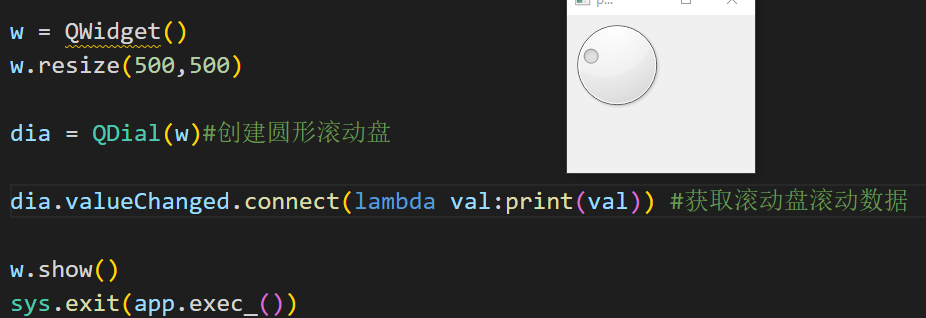 w = QWidget()
w.resize(500,500)
dia = QDial(w)#创建圆形滚动盘
dia.valueChanged.connect(lambda val:print(val)) #获取滚动盘滚动数据
w.show()
sys.exit(app.exec_())
p...